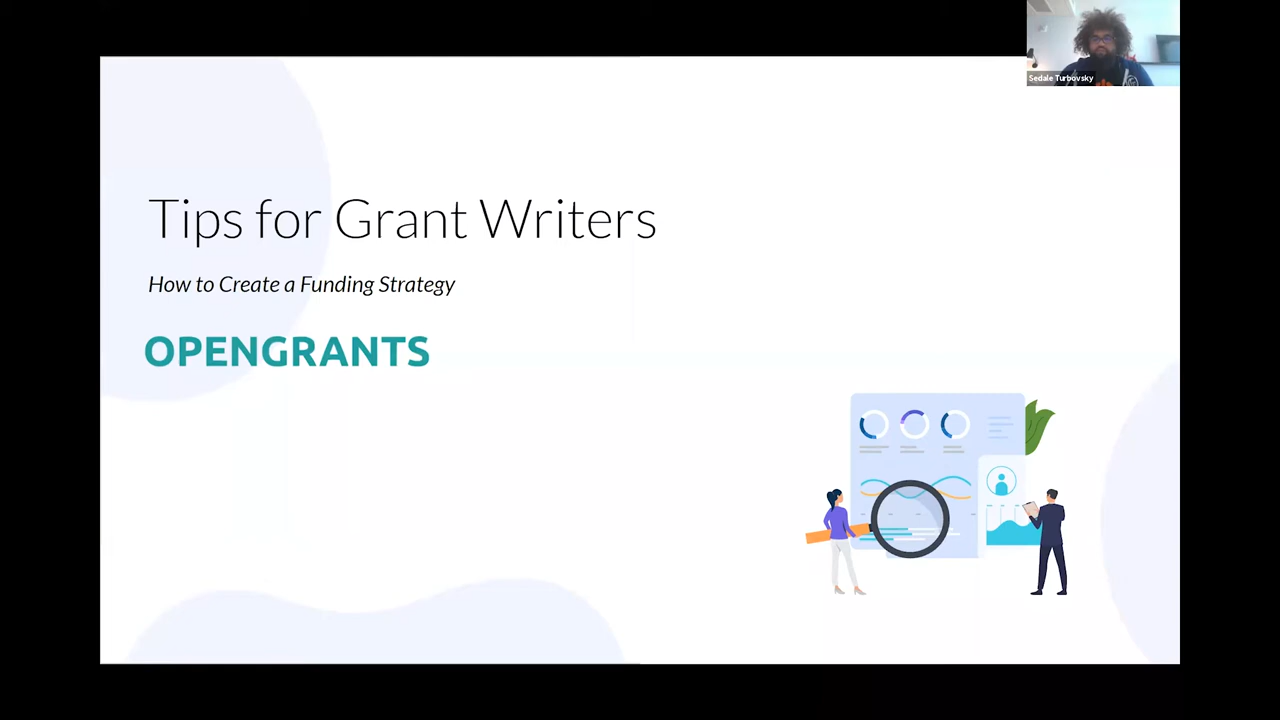 Sedale Turbovsky
Tips for Grant Writers
How to Create a Funding Strategy
OPENGRANTS